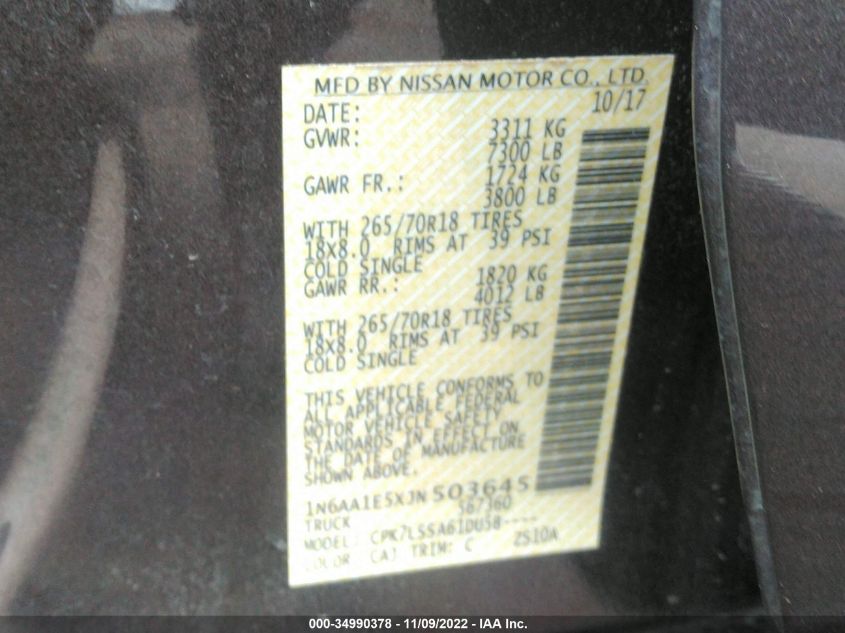 MFD BY NISSAN MOTOR CO., LTD.
DATE: 10/17
GVWR: 3311 KG
7300 LB
GAWR FR.: 1724 KG
3800 LB
WITH 265/70R18 TIRES
18x8.0 RIMS AT 39 PSI
COLD SINGLE
GAWR RR.: 1820 KG
4012 LB
WITH 265/70R18 TIRES
18x8.0 RIMS AT 39 PSI
COLD SINGLE
THIS VEHICLE CONFORMS TO
ALL APPLICABLE FEDERAL
MOTOR VEHICLE SAFETY
STANDARDS IN EFFECT ON
THE DATE OF MANUFACTURE
SHOWN ABOVE.
1N6AA1E5XJN503645
587360
TRUCK
MODEL: CPK7LSSA61DU58----
COLOR: CAJ TRIM: C ZS10A
000-34990378 - 11/09/2022 - IAA Inc.